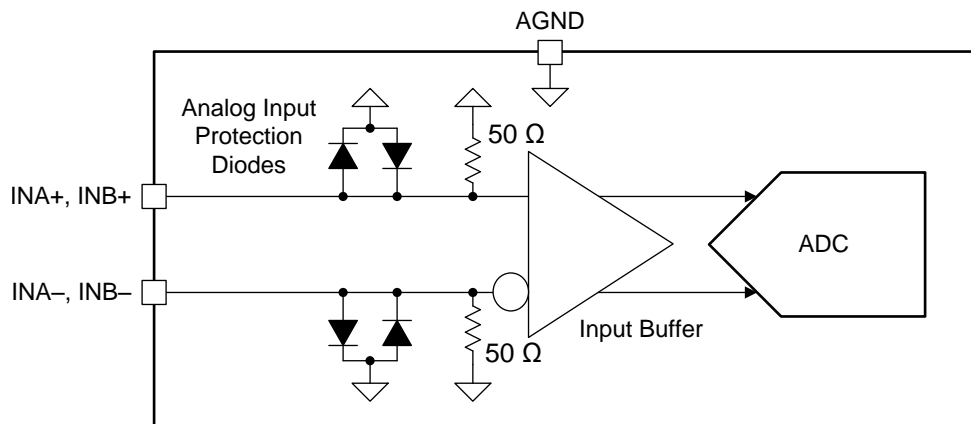 AGND
Analog Input
Protection
Diodes
50 Ω
INA+, INB+
ADC
INA–, INB–
Input Buffer
50 Ω